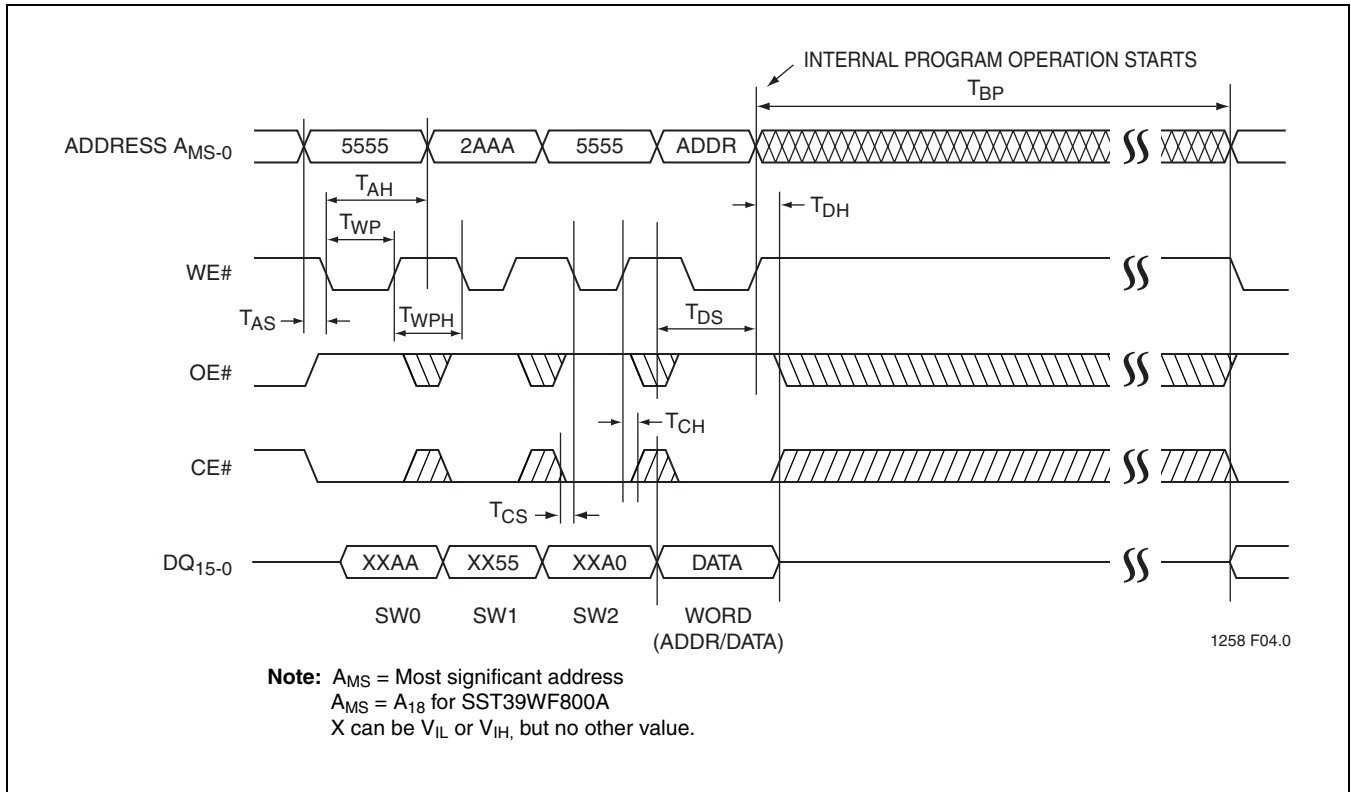 INTERNAL PROGRAM OPERATION STARTS
TBP
ADDRESS AMS-0
5555
2AAA
5555
ADDR
TAH
TDH
TWP
WE#
TAS
TWPH
TDS
OE#
TCH
CE#
TCS
DQ15-0
XXAA
XX55
XXA0
DATA
SW0
SW1
SW2
WORD
(ADDR/DATA)
1258 F04.0
Note: AMS = Most significant address
AMS = A18 for SST39WF800A
X can be VIL or VIH, but no other value.